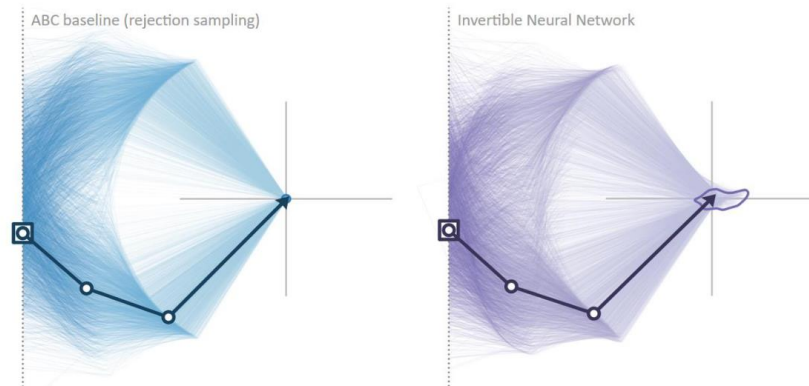 ABC baseline (rejection sampling)
Invertible Neural Network